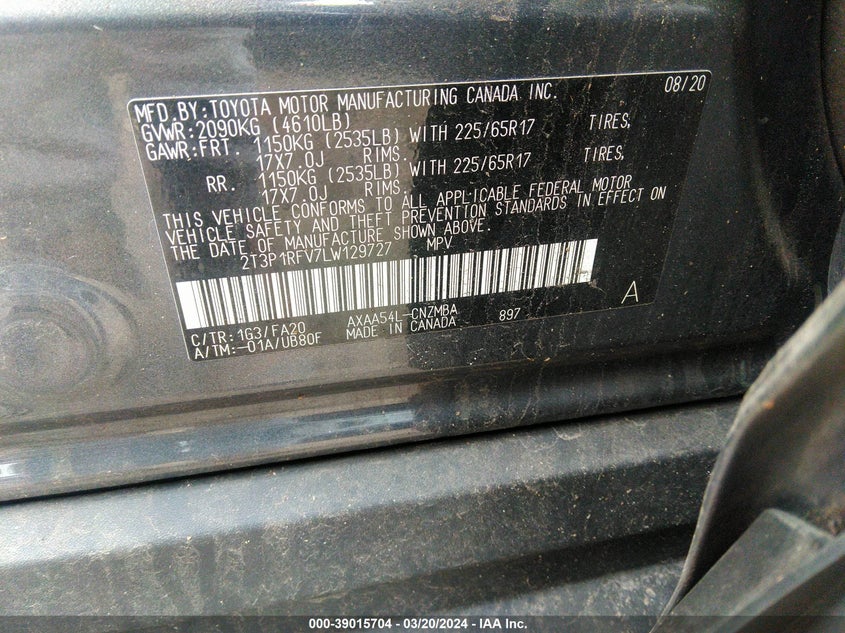 MFD.BY:TOYOTA MOTOR MANUFACTURING CANADA INC. 08/20
GVWR:2090KG (4610LB)
GAWR:FRT. 1150KG (2535LB) WITH 225/65R17 TIRES,
17X7.0J RIMS.
RR. 1150KG (2535LB) WITH 225/65R17 TIRES,
17X7.0J RIMS.
THIS VEHICLE CONFORMS TO ALL APPLICABLE FEDERAL MOTOR
VEHICLE SAFETY AND THEFT PREVENTION STANDARDS IN EFFECT ON
THE DATE OF MANUFACTURE SHOWN ABOVE.
2T3P1RFV7LW129727 MPV
A
C/TR:1G3/FA20 AXAA54L-CNZMBA 897
A/TM:-01A/UB80F MADE IN CANADA
000-39015704 - 03/20/2024 - IAA Inc.